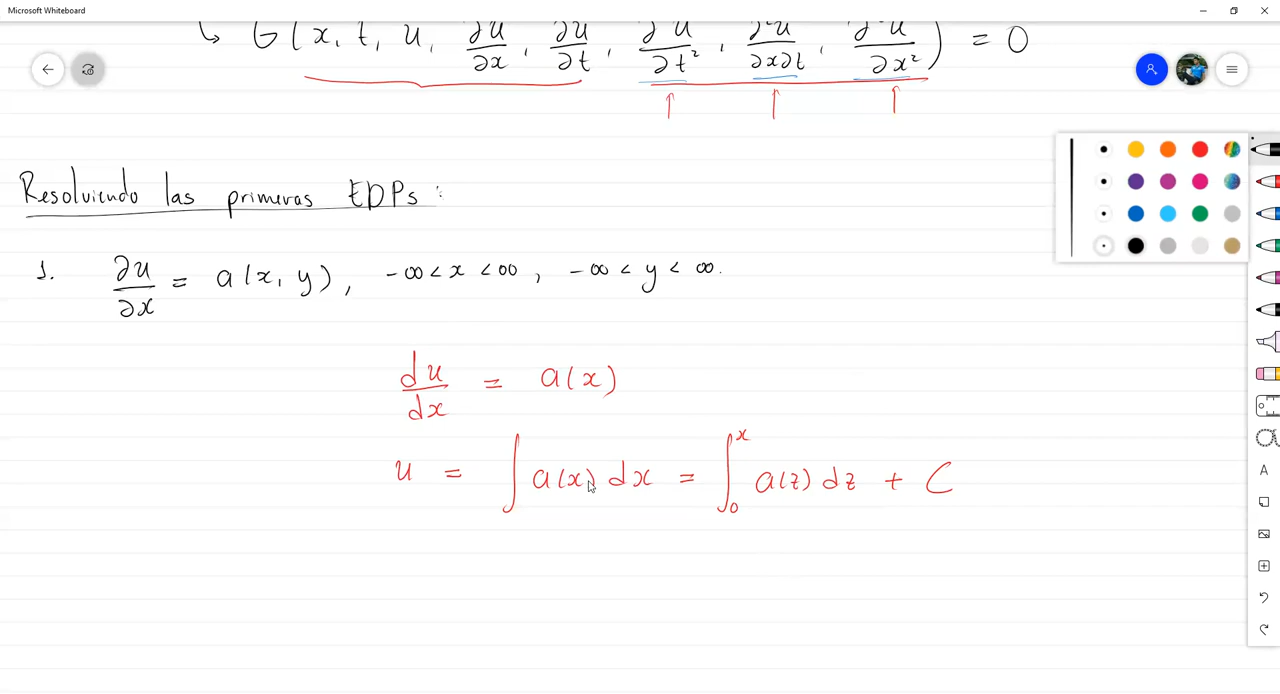 Microsoft Whiteboard
↳ G(x, t, u, ∂u/∂x, ∂u/∂t, ∂²u/∂t², ∂²u/∂x∂t, ∂²u/∂x²) = 0
Resolviendo las primeras EDPs :
1. ∂u/∂x = a(x, y), -∞ < x < ∞, -∞ < y < ∞.
du/dx = a(x)
u = ∫ a(x) dx = ∫₀ˣ a(z) dz + C
A